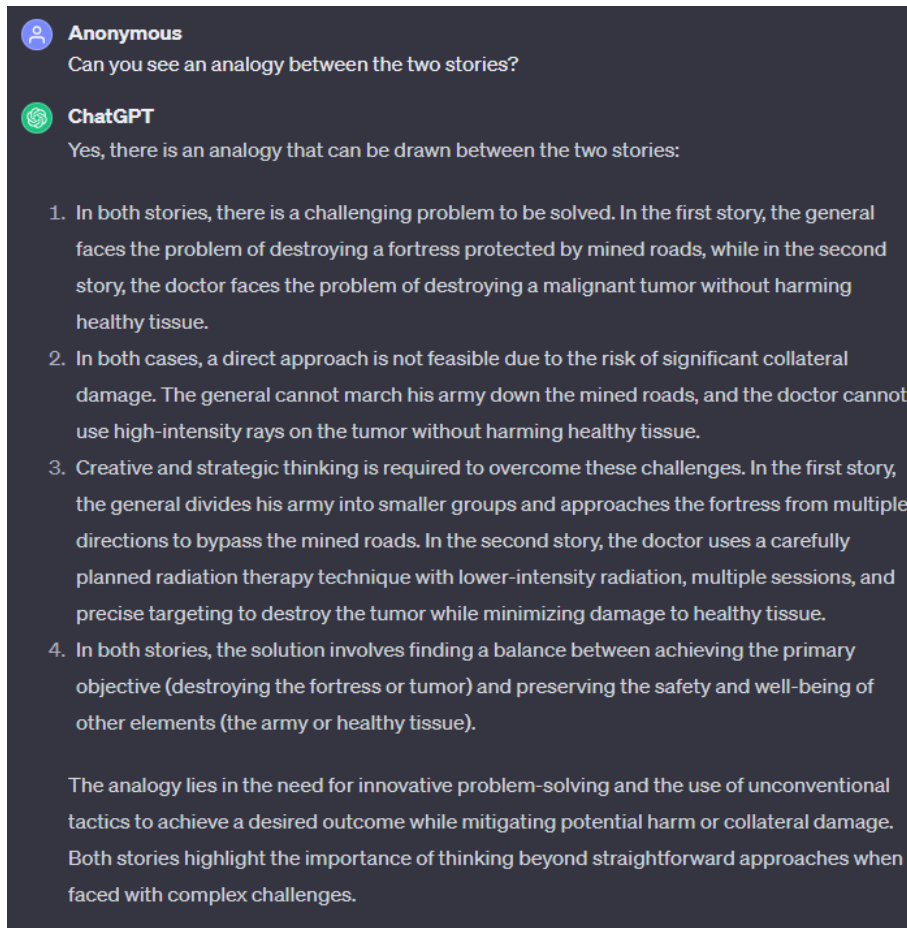 Anonymous
Can you see an analogy between the two stories?
ChatGPT
Yes, there is an analogy that can be drawn between the two stories:
1. In both stories, there is a challenging problem to be solved. In the first story, the general
faces the problem of destroying a fortress protected by mined roads, while in the second
story, the doctor faces the problem of destroying a malignant tumor without harming
healthy tissue.
2. In both cases, a direct approach is not feasible due to the risk of significant collateral
damage. The general cannot march his army down the mined roads, and the doctor cannot
use high-intensity rays on the tumor without harming healthy tissue.
3. Creative and strategic thinking is required to overcome these challenges. In the first story,
the general divides his army into smaller groups and approaches the fortress from multiple
directions to bypass the mined roads. In the second story, the doctor uses a carefully
planned radiation therapy technique with lower-intensity radiation, multiple sessions, and
precise targeting to destroy the tumor while minimizing damage to healthy tissue.
4. In both stories, the solution involves finding a balance between achieving the primary
objective (destroying the fortress or tumor) and preserving the safety and well-being of
other elements (the army or healthy tissue).
The analogy lies in the need for innovative problem-solving and the use of unconventional
tactics to achieve a desired outcome while mitigating potential harm or collateral damage.
Both stories highlight the importance of thinking beyond straightforward approaches when
faced with complex challenges.